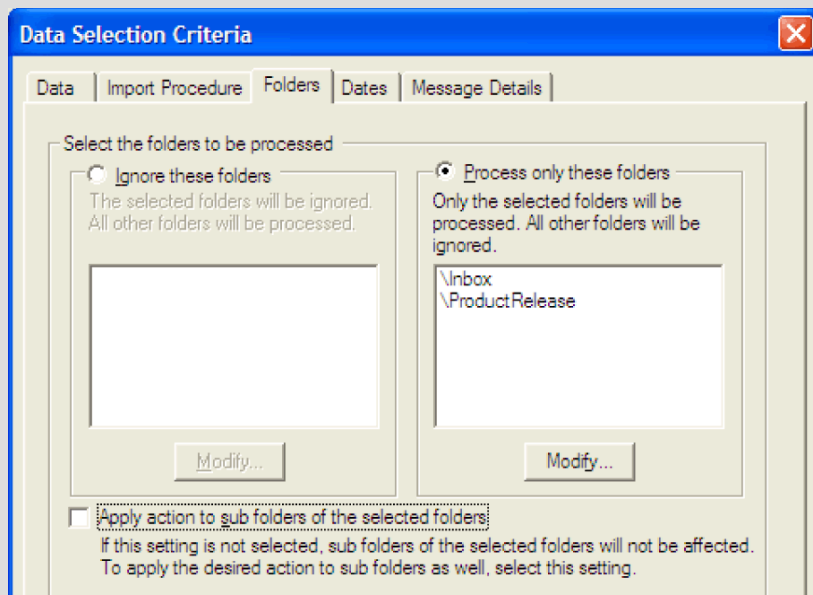 Data Selection Criteria
Data
Import Procedure
Folders
Dates
Message Details
Select the folders to be processed
Ignore these folders
The selected folders will be ignored.
All other folders will be processed.
Modify...
Process only these folders
Only the selected folders will be
processed. All other folders will be
ignored.
\Inbox
\ProductRelease
Modify...
Apply action to sub folders of the selected folders
If this setting is not selected, sub folders of the selected folders will not be affected.
To apply the desired action to sub folders as well, select this setting.